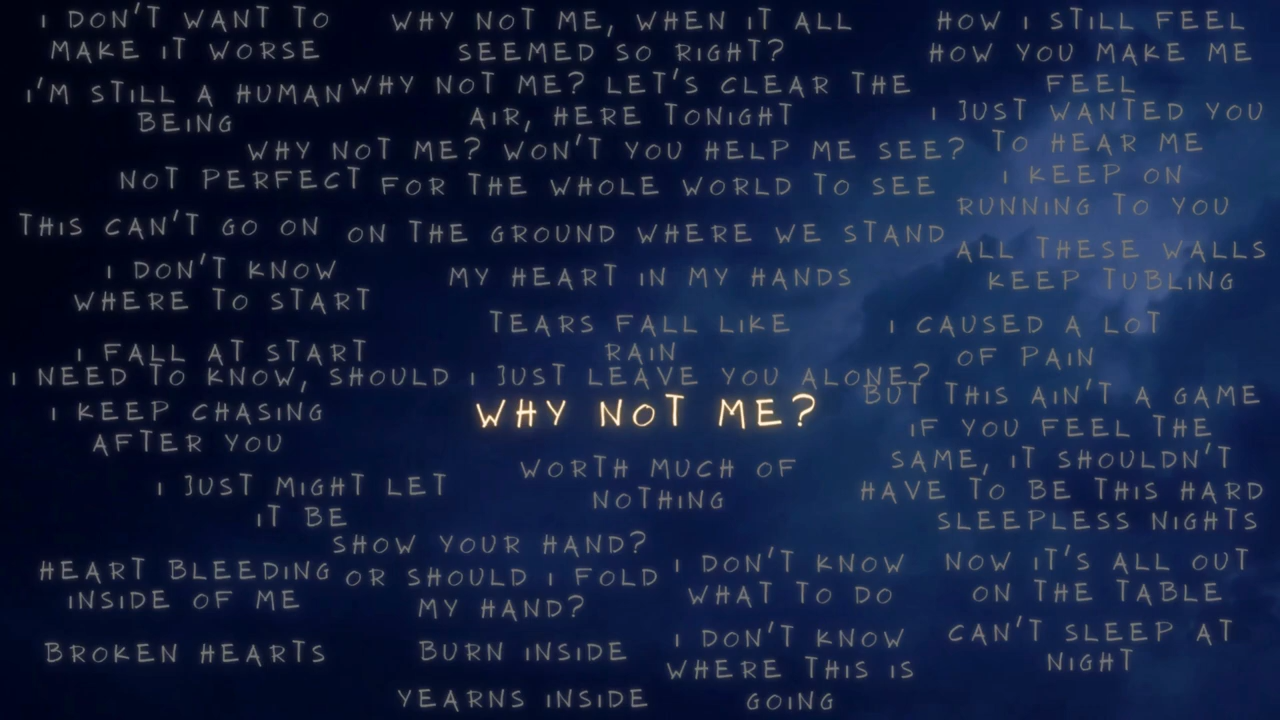 I DON'T WANT TO
MAKE IT WORSE
WHY NOT ME, WHEN IT ALL
SEEMED SO RIGHT?
HOW I STILL FEEL
HOW YOU MAKE ME
FEEL
I'M STILL A HUMAN
BEING
WHY NOT ME? LET'S CLEAR THE
AIR, HERE TONIGHT
I JUST WANTED YOU
TO HEAR ME
WHY NOT ME? WON'T YOU HELP ME SEE?
NOT PERFECT
FOR THE WHOLE WORLD TO SEE
I KEEP ON
RUNNING TO YOU
THIS CAN'T GO ON
ON THE GROUND WHERE WE STAND
ALL THESE WALLS
KEEP TUBLING
I DON'T KNOW
WHERE TO START
MY HEART IN MY HANDS
TEARS FALL LIKE
RAIN
I CAUSED A LOT
OF PAIN
I FALL AT START
I NEED TO KNOW, SHOULD I JUST LEAVE YOU ALONE?
BUT THIS AIN'T A GAME
I KEEP CHASING
AFTER YOU
WHY NOT ME?
IF YOU FEEL THE
SAME, IT SHOULDN'T
HAVE TO BE THIS HARD
WORTH MUCH OF
NOTHING
I JUST MIGHT LET
IT BE
SLEEPLESS NIGHTS
SHOW YOUR HAND?
OR SHOULD I FOLD
MY HAND?
HEART BLEEDING
INSIDE OF ME
I DON'T KNOW
WHAT TO DO
NOW IT'S ALL OUT
ON THE TABLE
BROKEN HEARTS
BURN INSIDE
I DON'T KNOW
WHERE THIS IS
GOING
CAN'T SLEEP AT
NIGHT
YEARNS INSIDE